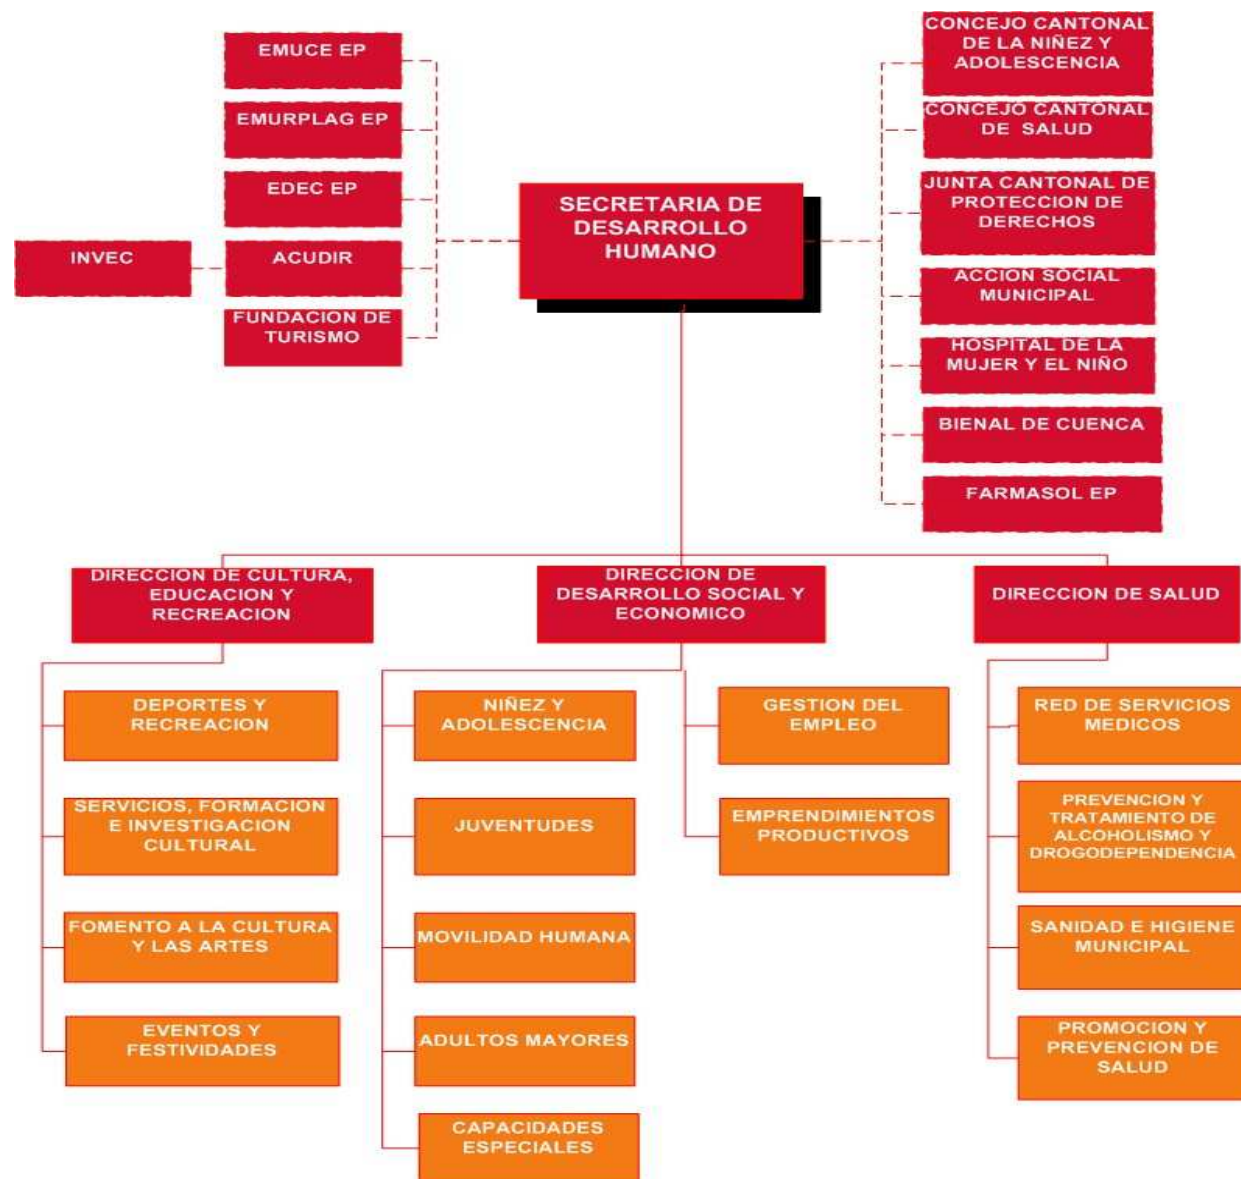 EMUCE EP
EMURPLAG EP
EDEC EP
INVEC
ACUDIR
FUNDACION DE
TURISMO
SECRETARIA DE
DESARROLLO
HUMANO
CONCEJO CANTONAL
DE LA NIÑEZ Y
ADOLESCENCIA
CONCEJO CANTONAL
DE SALUD
JUNTA CANTONAL DE
PROTECCION DE
DERECHOS
ACCION SOCIAL
MUNICIPAL
HOSPITAL DE LA
MUJER Y EL NIÑO
BIENAL DE CUENCA
FARMASOL EP
DIRECCION DE CULTURA,
EDUCACION Y
RECREACION
DEPORTES Y
RECREACION
SERVICIOS, FORMACION
E INVESTIGACION
CULTURAL
FOMENTO A LA CULTURA
Y LAS ARTES
EVENTOS Y
FESTIVIDADES
DIRECCION DE
DESARROLLO SOCIAL Y
ECONOMICO
NIÑEZ Y
ADOLESCENCIA
JUVENTUDES
MOVILIDAD HUMANA
ADULTOS MAYORES
CAPACIDADES
ESPECIALES
GESTION DEL
EMPLEO
EMPRENDIMIENTOS
PRODUCTIVOS
DIRECCION DE SALUD
RED DE SERVICIOS
MEDICOS
PREVENCION Y
TRATAMIENTO DE
ALCOHOLISMO Y
DROGODEPENDENCIA
SANIDAD E HIGIENE
MUNICIPAL
PROMOCION Y
PREVENCION DE
SALUD